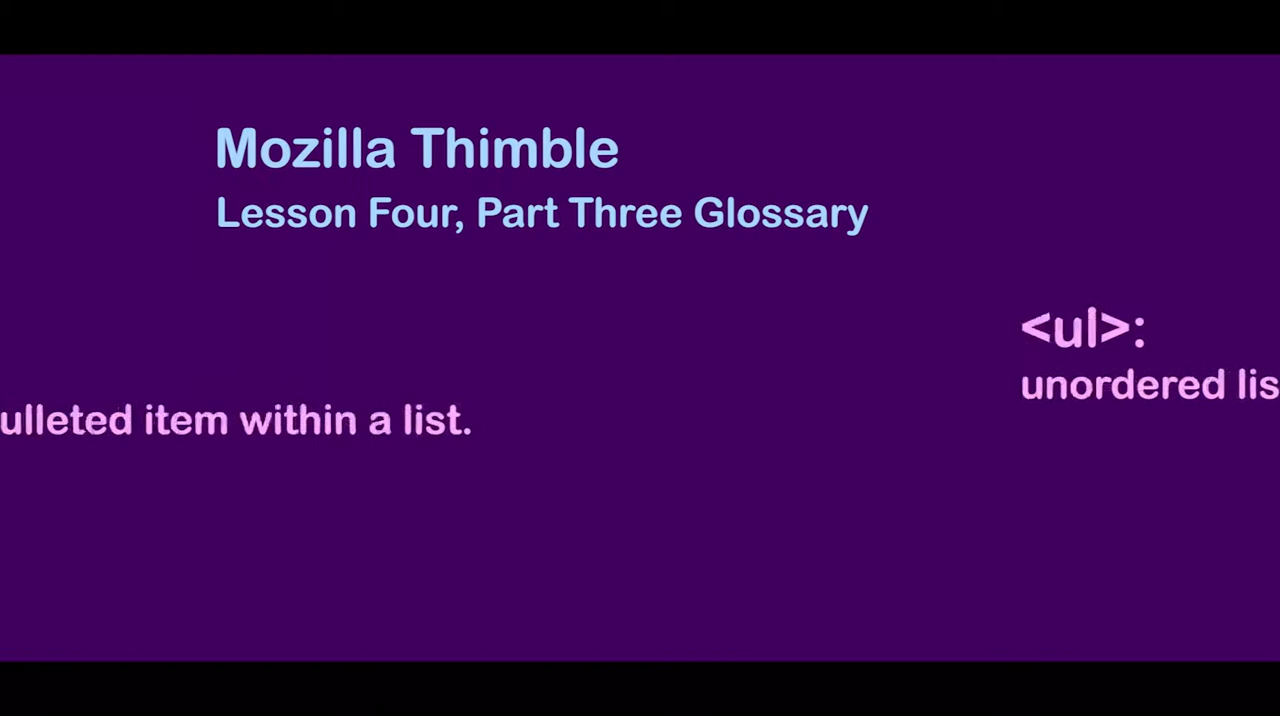 Mozilla Thimble
Lesson Four, Part Three Glossary
<ul>:
unordered lis
ulleted item within a list.